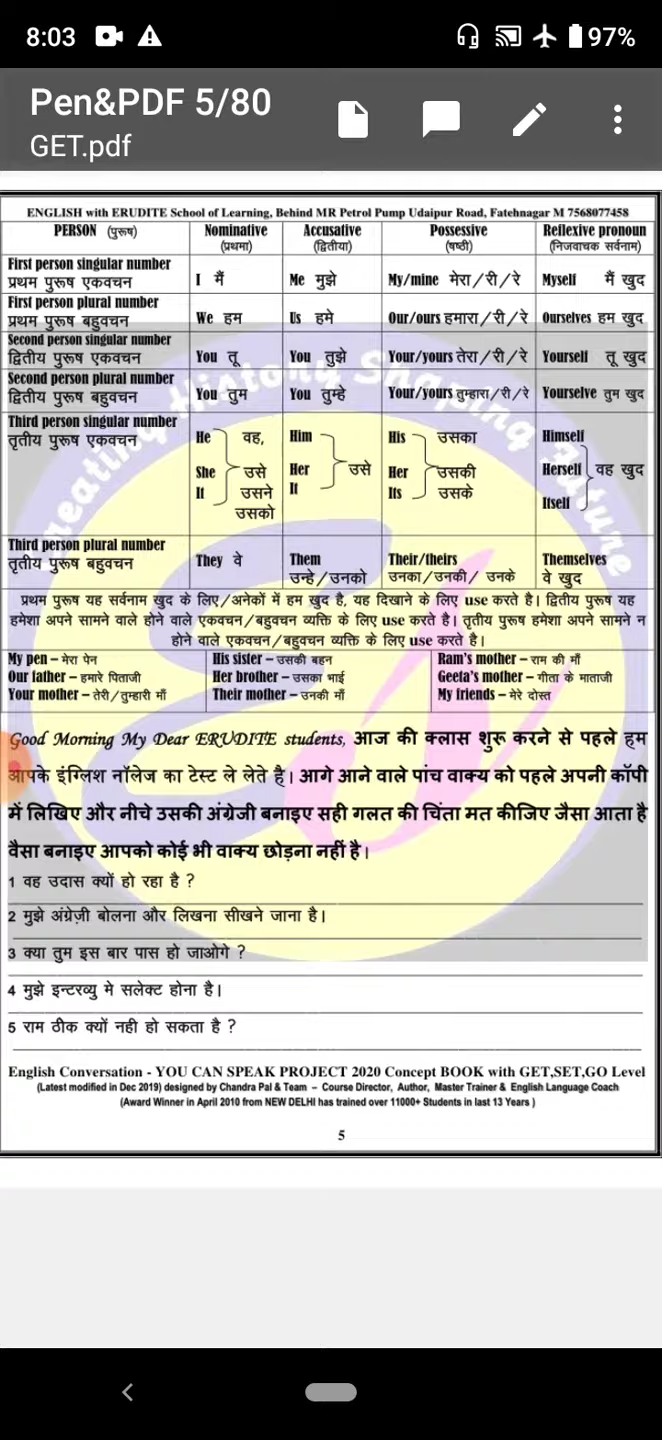 8:03 97%
Pen&PDF 5/80
GET.pdf
ENGLISH with ERUDITE School of Learning, Behind MR Petrol Pump Udaipur Road, Fatehnagar M 7568077458
PERSON (पुरूष) Nominative (प्रथमा) Accusative (द्वितीया) Possessive (षष्ठी) Reflexive pronoun (निजवाचक सर्वनाम)
First person singular number
प्रथम पुरूष एकवचन I मैं Me मुझे My/mine मेरा/री/रे Myself मैं खुद
First person plural number
प्रथम पुरूष बहुवचन We हम Us हमे Our/ours हमारा/री/रे Ourselves हम खुद
Second person singular number
द्वितीय पुरूष एकवचन You तू You तुझे Your/yours तेरा/री/रे Yourself तू खुद
Second person plural number
द्वितीय पुरूष बहुवचन You तुम You तुम्हे Your/yours तुम्हारा/री/रे Yourselve तुम खुद
Third person singular number
तृतीय पुरूष एकवचन He वह, Him His उसका Himself
She उसे Her उसे Her उसकी Herself वह खुद
It उसने It Its उसके Itself
उसको
Third person plural number
तृतीय पुरूष बहुवचन They वे Them Their/theirs Themselves
उन्हे/उनको उनका/उनकी/ उनके वे खुद
प्रथम पुरूष यह सर्वनाम खुद के लिए/अनेकों में हम खुद है, यह दिखाने के लिए use करते है। द्वितीय पुरूष यह
हमेशा अपने सामने वाले होने वाले एकवचन/बहुवचन व्यक्ति के लिए use करते है। तृतीय पुरूष हमेशा अपने सामने न
होने वाले एकवचन/बहुवचन व्यक्ति के लिए use करते है।
My pen – मेरा पेन His sister – उसकी बहन Ram's mother – राम की माँ
Our father – हमारे पिताजी Her brother – उसका भाई Geeta's mother – गीता के माताजी
Your mother – तेरी/तुम्हारी माँ Their mother – उनकी माँ My friends – मेरे दोस्त
Good Morning My Dear ERUDITE students, आज की क्लास शुरू करने से पहले हम
आपके इंग्लिश नॉलेज का टेस्ट ले लेते है। आगे आने वाले पांच वाक्य को पहले अपनी कॉपी
में लिखिए और नीचे उसकी अंग्रेजी बनाइए सही गलत की चिंता मत कीजिए जैसा आता है
वैसा बनाइए आपको कोई भी वाक्य छोड़ना नहीं है।
1 वह उदास क्यों हो रहा है ?
2 मुझे अंग्रेज़ी बोलना और लिखना सीखने जाना है।
3 क्या तुम इस बार पास हो जाओगे ?
4 मुझे इन्टरव्यु मे सलेक्ट होना है।
5 राम ठीक क्यों नही हो सकता है ?
English Conversation - YOU CAN SPEAK PROJECT 2020 Concept BOOK with GET,SET,GO Level
(Latest modified in Dec 2019) designed by Chandra Pal & Team – Course Director, Author, Master Trainer & English Language Coach
(Award Winner in April 2010 from NEW DELHI has trained over 11000+ Students in last 13 Years )
5